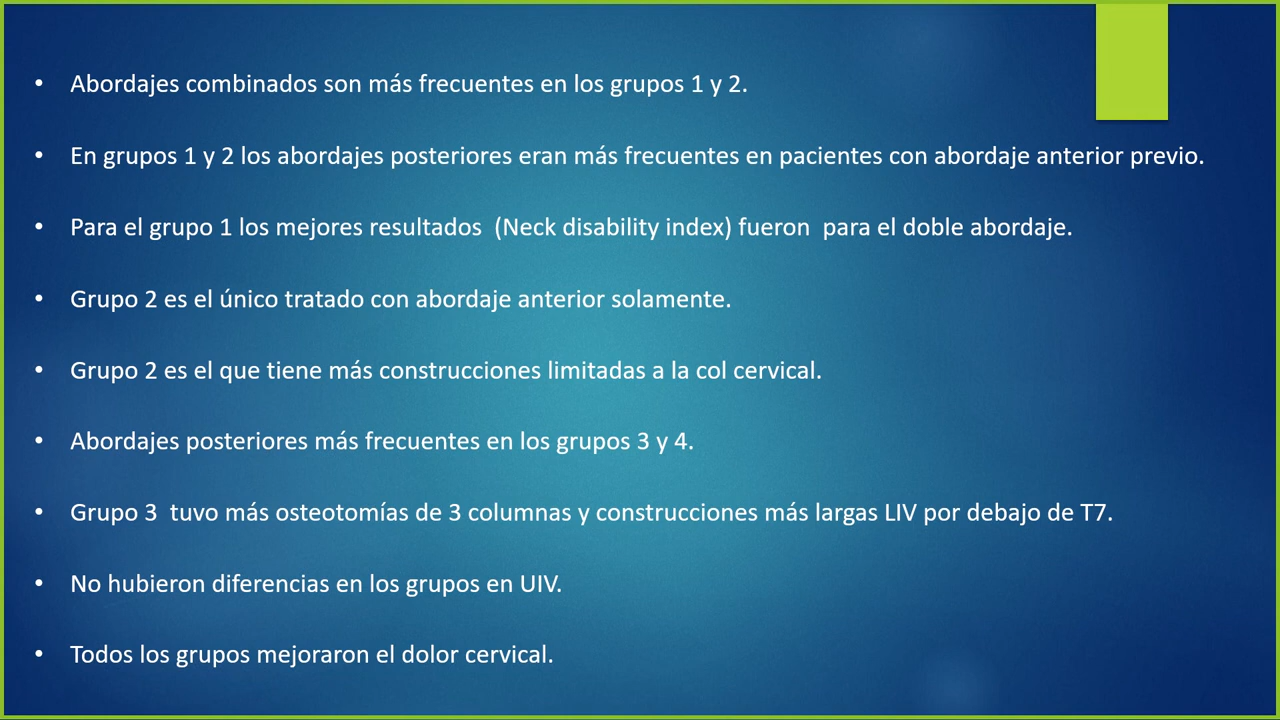 • Abordajes combinados son más frecuentes en los grupos 1 y 2.
• En grupos 1 y 2 los abordajes posteriores eran más frecuentes en pacientes con abordaje anterior previo.
• Para el grupo 1 los mejores resultados  (Neck disability index) fueron  para el doble abordaje.
• Grupo 2 es el único tratado con abordaje anterior solamente.
• Grupo 2 es el que tiene más construcciones limitadas a la col cervical.
• Abordajes posteriores más frecuentes en los grupos 3 y 4.
• Grupo 3  tuvo más osteotomías de 3 columnas y construcciones más largas LIV por debajo de T7.
• No hubieron diferencias en los grupos en UIV.
• Todos los grupos mejoraron el dolor cervical.